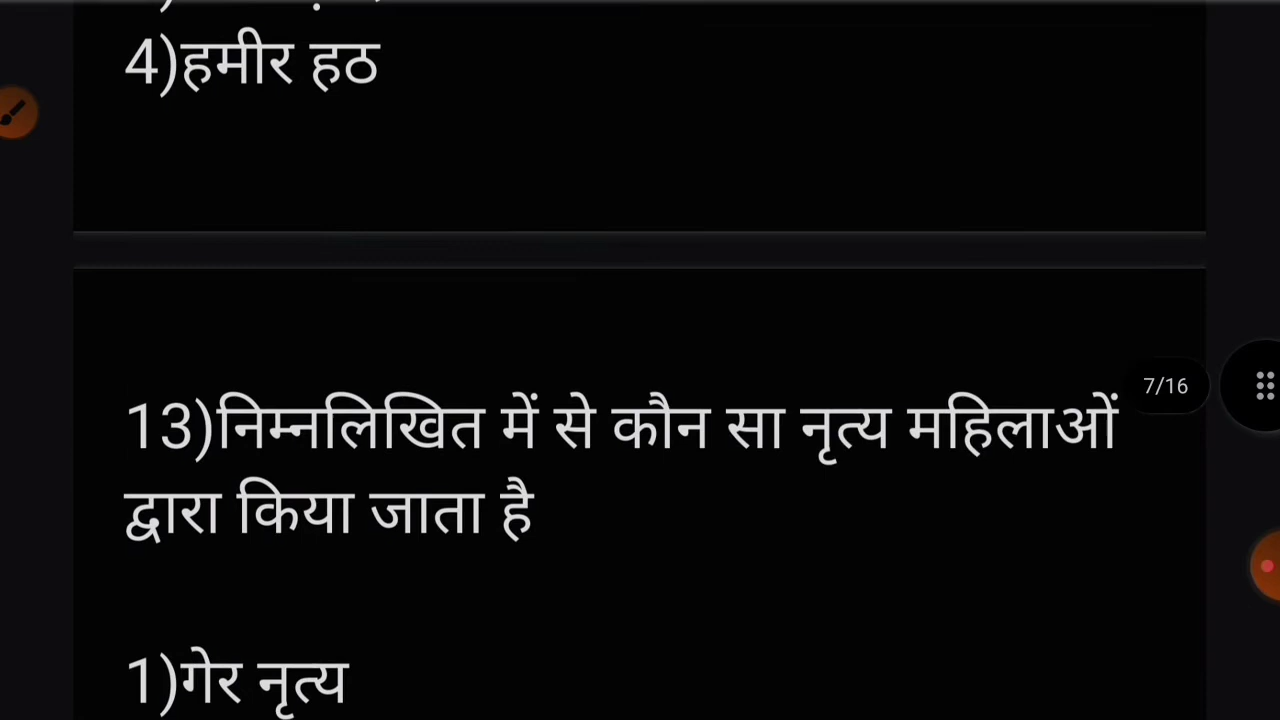 4)हमीर हठ
7/16
13)निम्नलिखित में से कौन सा नृत्य महिलाओं
द्वारा किया जाता है
1)गेर नृत्य